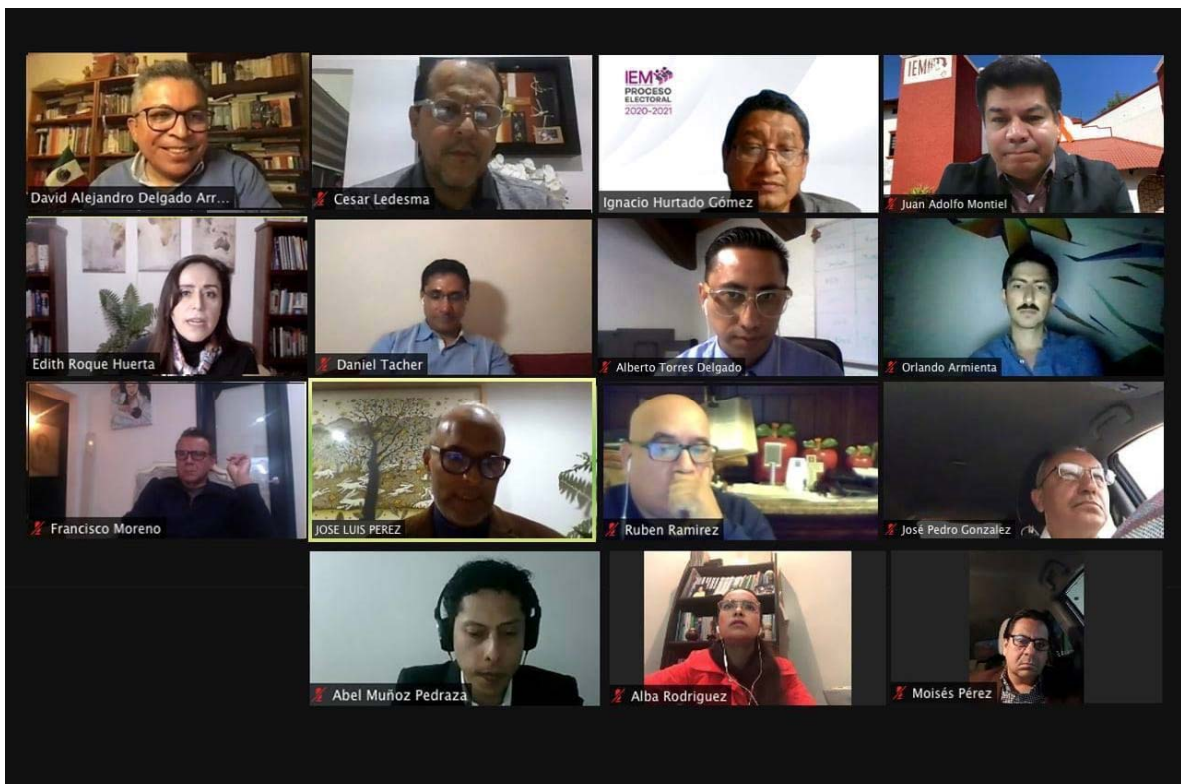 David Alejandro Delgado Arr...
Cesar Ledesma
IEM
PROCESO
ELECTORAL
2020-2021
Ignacio Hurtado Gómez
IEM
Juan Adolfo Montiel
Edith Roque Huerta
Daniel Tacher
Alberto Torres Delgado
Orlando Armienta
Francisco Moreno
JOSE LUIS PEREZ
Ruben Ramirez
José Pedro Gonzalez
Abel Muñoz Pedraza
Alba Rodriguez
Moisés Pérez